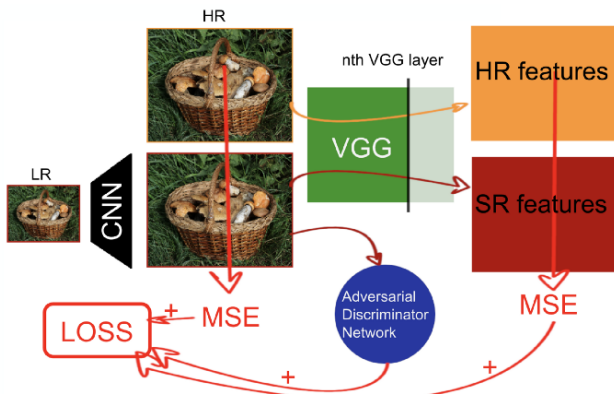 HR
nth VGG layer
HR features
VGG
LR
CNN
SR features
MSE
Adversarial
Discriminator
Network
MSE
+
LOSS
+
+